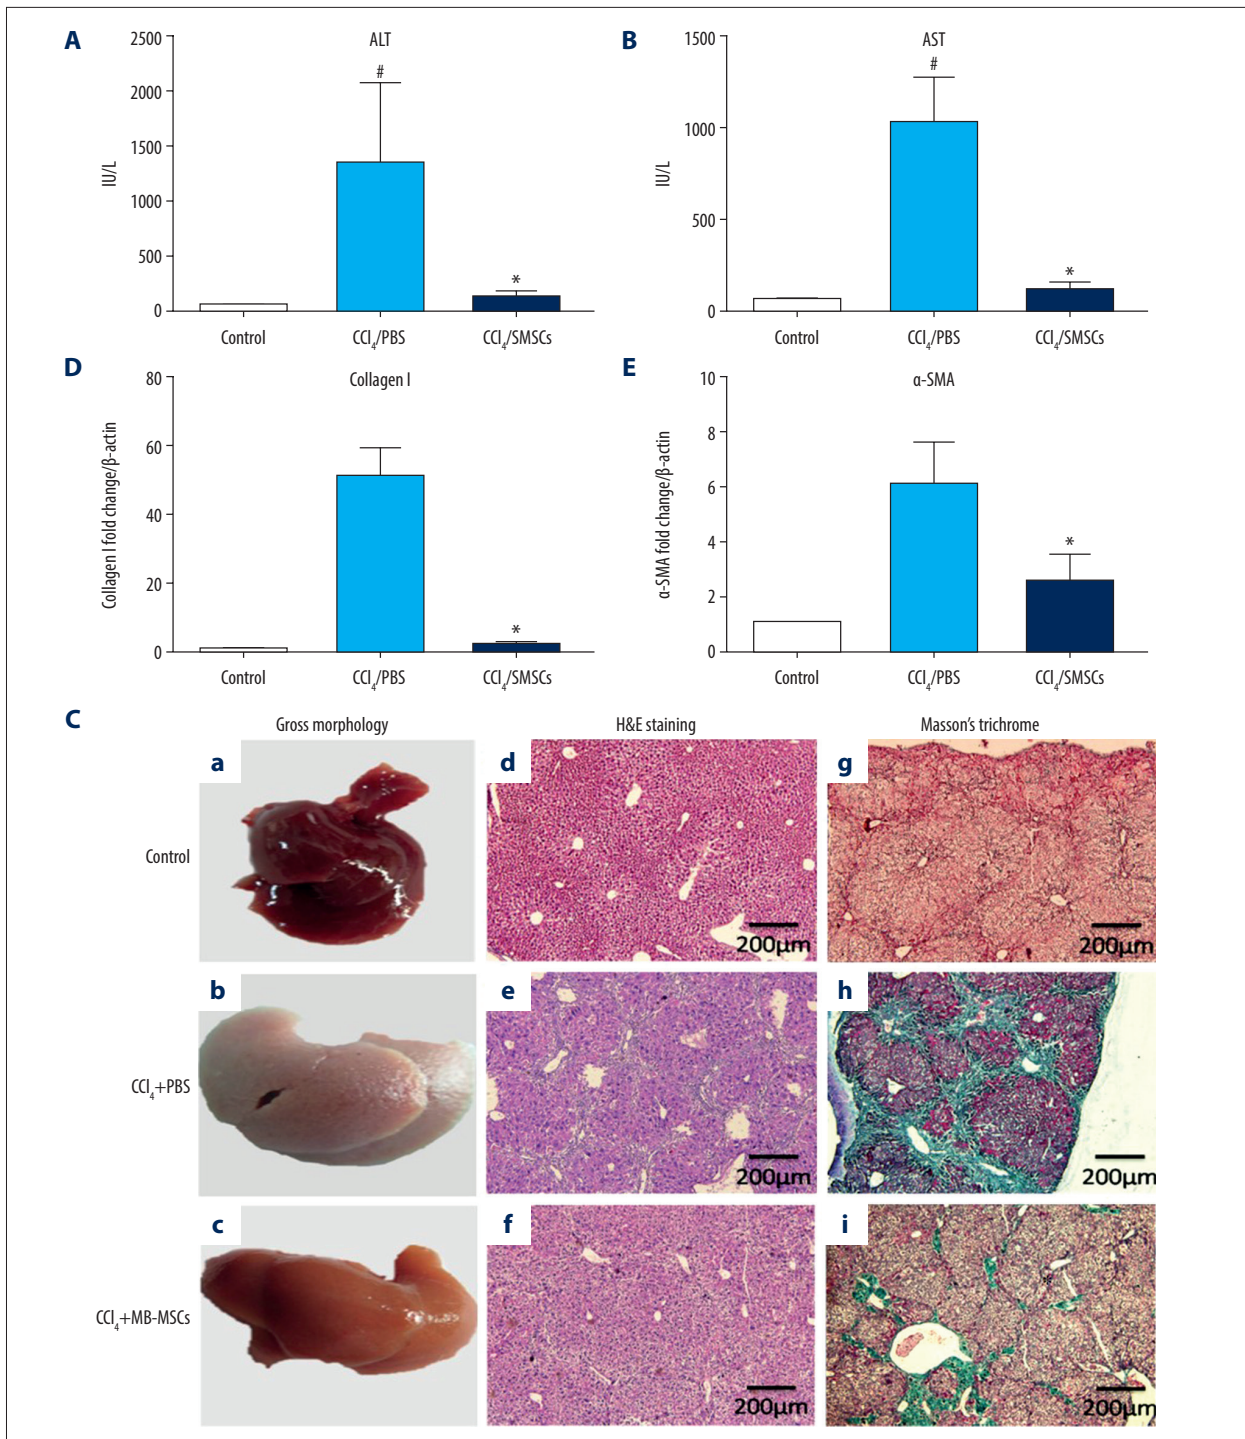 A
ALT
2500
2000
1500
1000
500
0
IU/L
#
*
Control
CCl₄/PBS
CCl₄/SMSCs
B
AST
1500
1000
500
0
IU/L
#
*
Control
CCl₄/PBS
CCl₄/SMSCs
D
Collagen I
80
60
40
20
0
Collagen I fold change/β-actin
*
Control
CCl₄/PBS
CCl₄/SMSCs
E
α-SMA
10
8
6
4
2
0
α-SMA fold change/β-actin
*
Control
CCl₄/PBS
CCl₄/SMSCs
C
Gross morphology
H&E staining
Masson's trichrome
Control
a
d
200µm
g
200µm
CCl₄+PBS
b
e
200µm
h
200µm
CCl₄+MB-MSCs
c
f
200µm
i
200µm